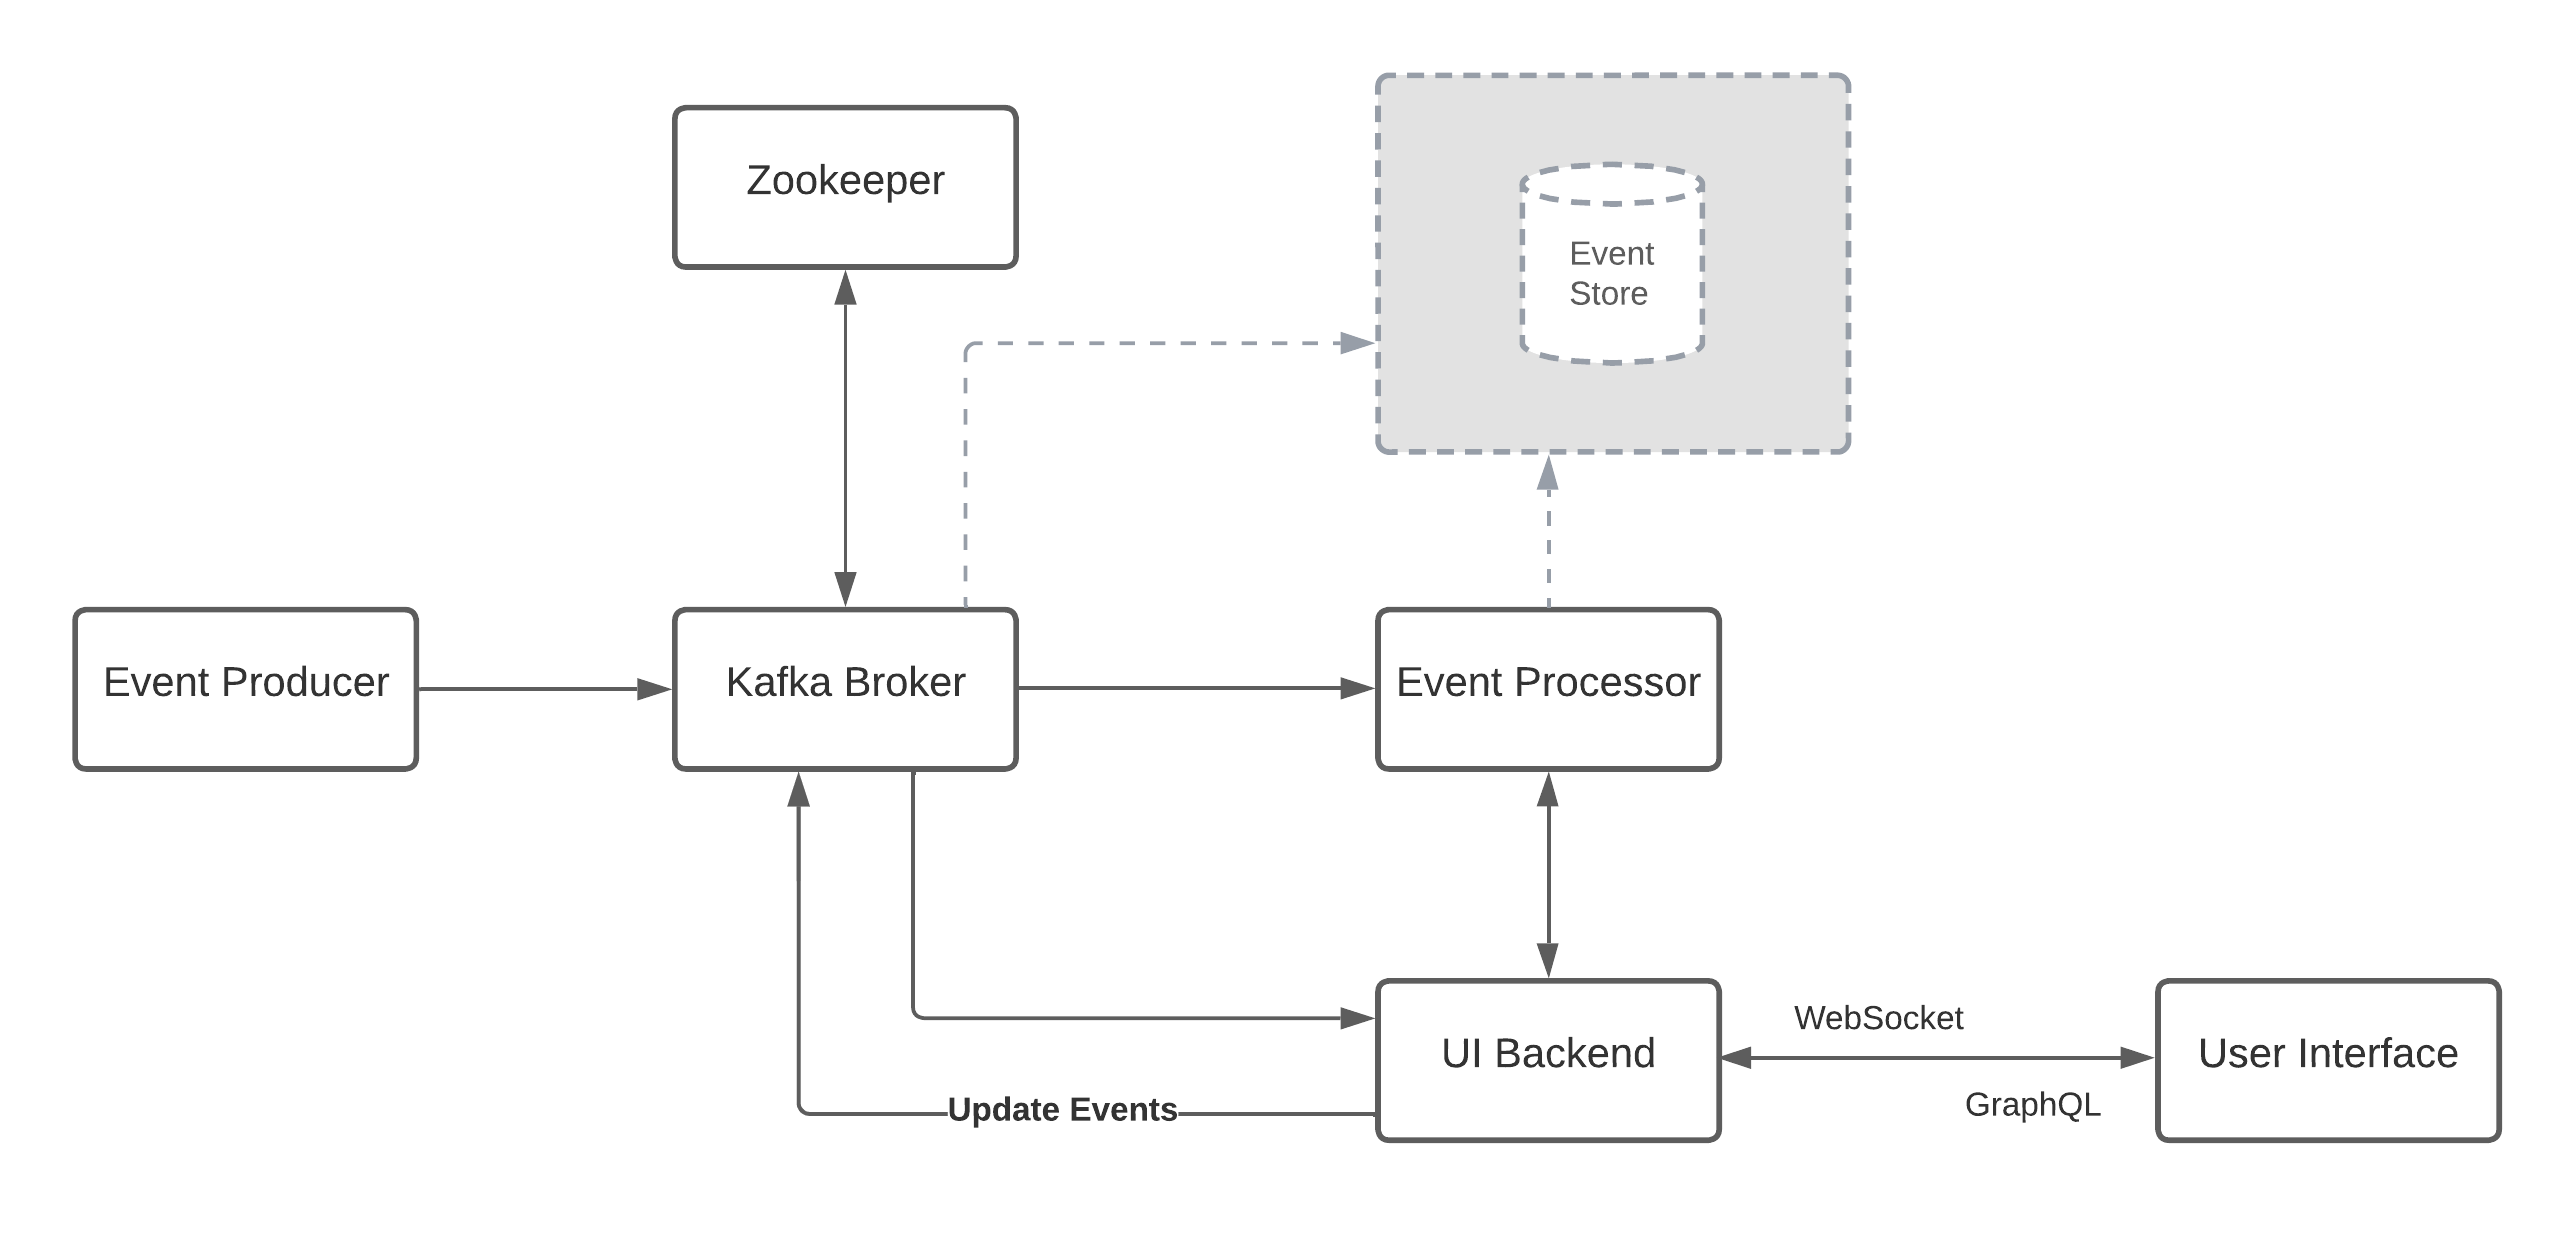 Zookeeper
Event
Store
Event Producer
Kafka Broker
Event Processor
WebSocket
UI Backend
User Interface
Update Events
GraphQL